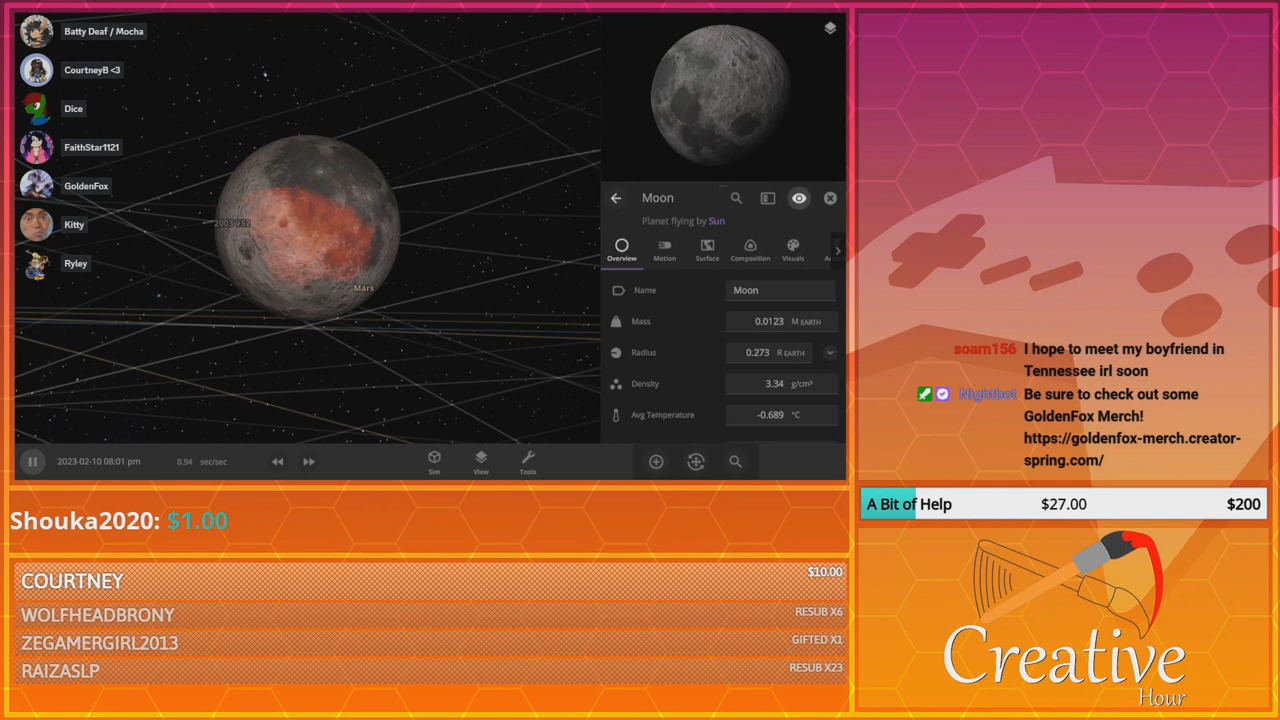 Batty Deaf / Mocha
CourtneyB <3
Dice
FaithStar1121
GoldenFox
Kitty
Ryley
2003 YS2
Mars
Moon
Planet flying by Sun
Overview
Motion
Surface
Composition
Visuals
Name
Moon
Mass
0.0123 M EARTH
Radius
0.273 R EARTH
Density
3.34 g/cm³
Avg Temperature
-0.689 °C
2023-02-10 08:01 pm
0.94 sec/sec
Sim
View
Tools
soarn156 I hope to meet my boyfriend in
Tennessee irl soon
Nightbot Be sure to check out some
GoldenFox Merch!
https://goldenfox-merch.creator-
spring.com/
A Bit of Help $27.00 $200
Shouka2020: $1.00
COURTNEY $10.00
WOLFHEADBRONY RESUB X6
ZEGAMERGIRL2013 GIFTED X1
RAIZASLP RESUB X23
Creative
Hour